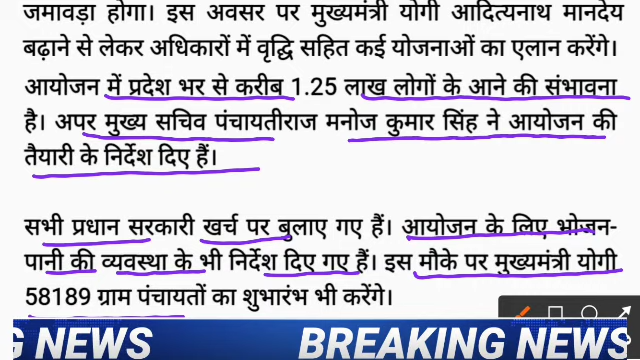 जमावड़ा होगा। इस अवसर पर मुख्यमंत्री योगी आदित्यनाथ मानदेय
बढ़ाने से लेकर अधिकारों में वृद्धि सहित कई योजनाओं का एलान करेंगे।
आयोजन में प्रदेश भर से करीब 1.25 लाख लोगों के आने की संभावना
है। अपर मुख्य सचिव पंचायतीराज मनोज कुमार सिंह ने आयोजन की
तैयारी के निर्देश दिए हैं।
सभी प्रधान सरकारी खर्च पर बुलाए गए हैं। आयोजन के लिए भोजन-
पानी की व्यवस्था के भी निर्देश दिए गए हैं। इस मौके पर मुख्यमंत्री योगी
58189 ग्राम पंचायतों का शुभारंभ भी करेंगे।
G NEWS BREAKING NEWS